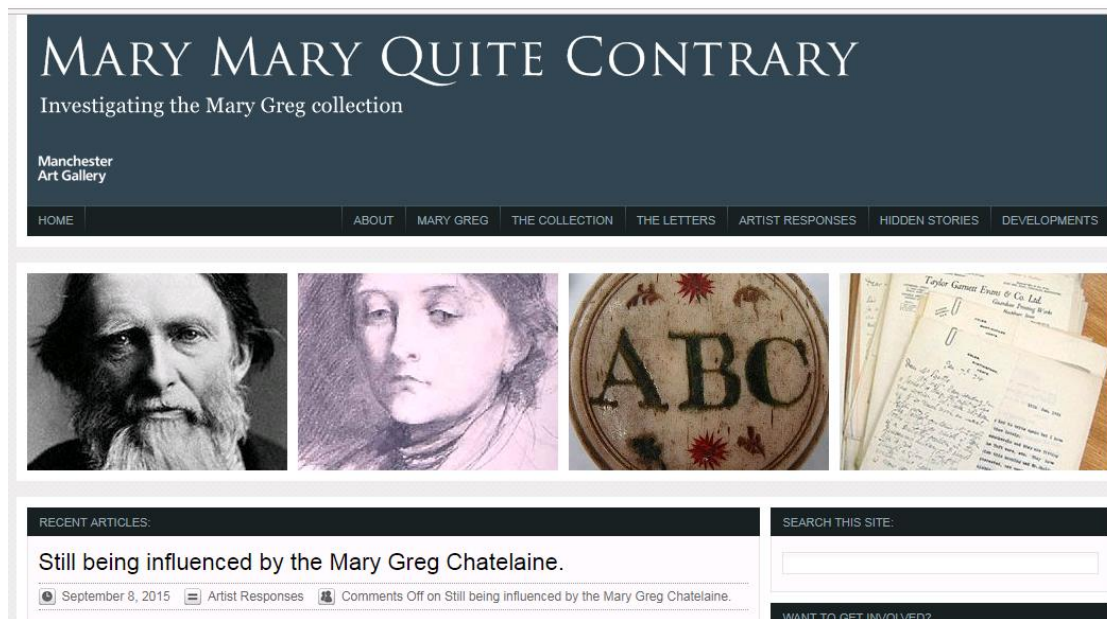 MARY MARY QUITE CONTRARY
Investigating the Mary Greg collection
Manchester
Art Gallery
HOME ABOUT MARY GREG THE COLLECTION THE LETTERS ARTIST RESPONSES HIDDEN STORIES DEVELOPMENTS
ABC
Taylor Garnett Evans & Co. Ltd.
RECENT ARTICLES:
SEARCH THIS SITE:
Still being influenced by the Mary Greg Chatelaine.
September 8, 2015 Artist Responses Comments Off on Still being influenced by the Mary Greg Chatelaine.
WANT TO GET INVOLVED?